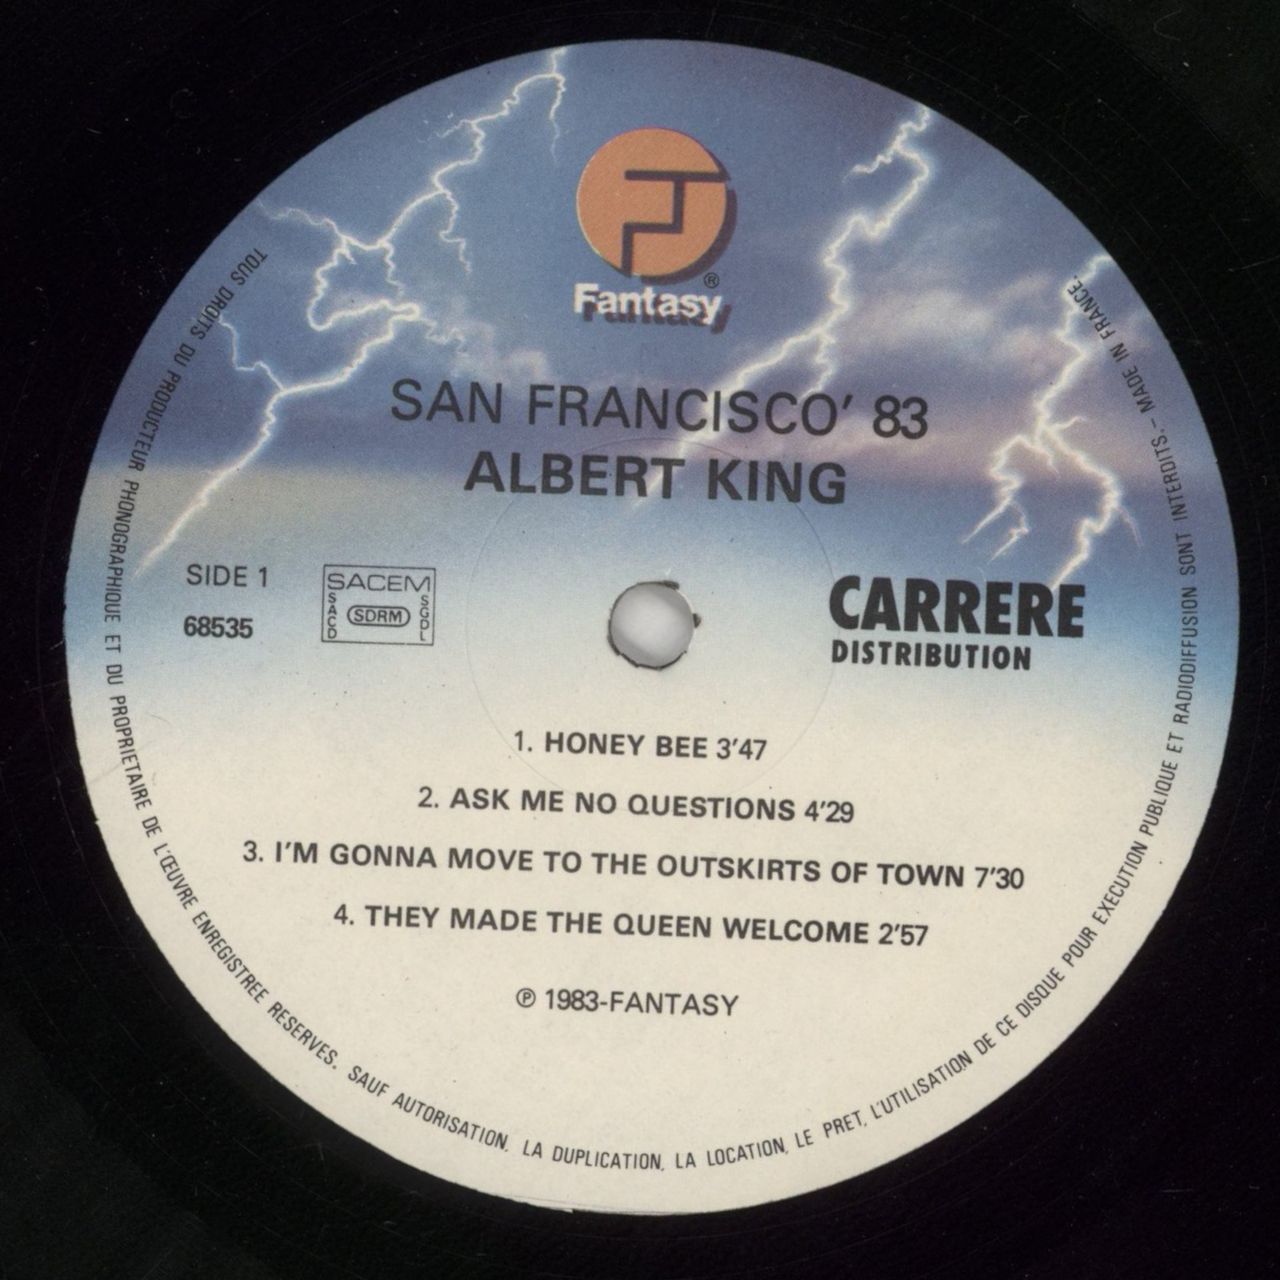 F
Fantasy®
SAN FRANCISCO' 83
ALBERT KING
SIDE 1
68535
SACEM
SACD
SDRM
SGDL
CARRERE
DISTRIBUTION
1. HONEY BEE 3'47
2. ASK ME NO QUESTIONS 4'29
3. I'M GONNA MOVE TO THE OUTSKIRTS OF TOWN 7'30
4. THEY MADE THE QUEEN WELCOME 2'57
℗ 1983-FANTASY
TOUS DROITS DU PRODUCTEUR PHONOGRAPHIQUE ET DU PROPRIETAIRE DE L'ŒUVRE ENREGISTREE RESERVES. SAUF AUTORISATION, LA DUPLICATION, LA LOCATION, LE PRET, L'UTILISATION DE CE DISQUE POUR EXECUTION PUBLIQUE ET RADIODIFFUSION SONT INTERDITS. – MADE IN FRANCE.